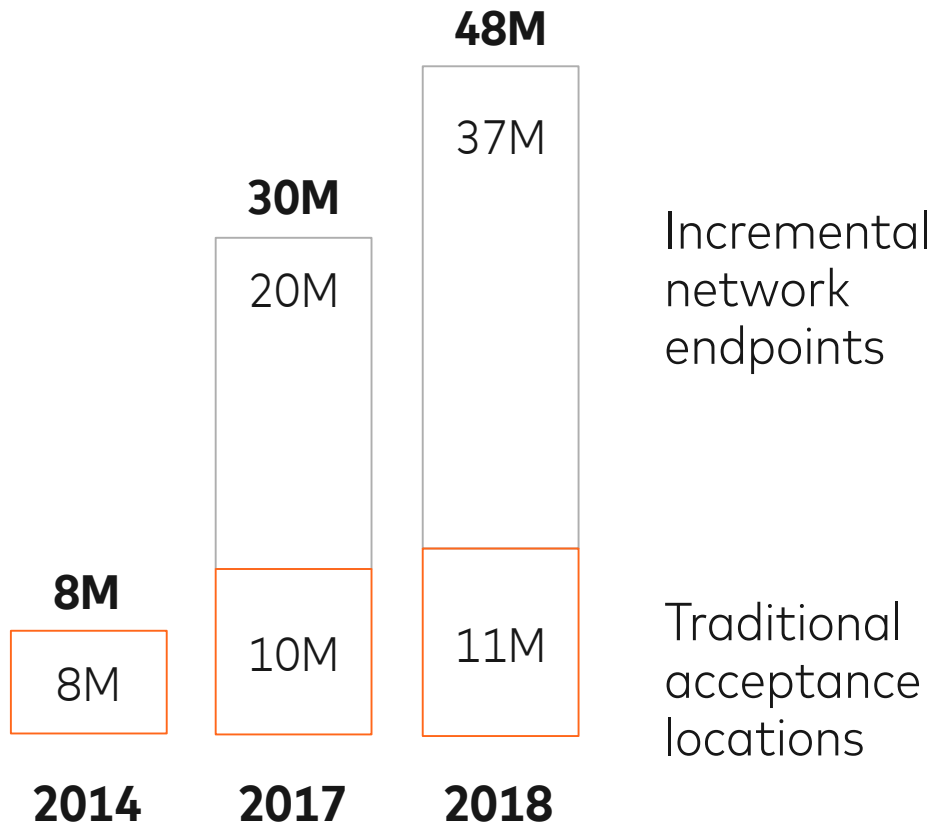 48M
37M
30M
20M
Incremental
network
endpoints
8M
8M
10M
11M
Traditional
acceptance
locations
2014
2017
2018